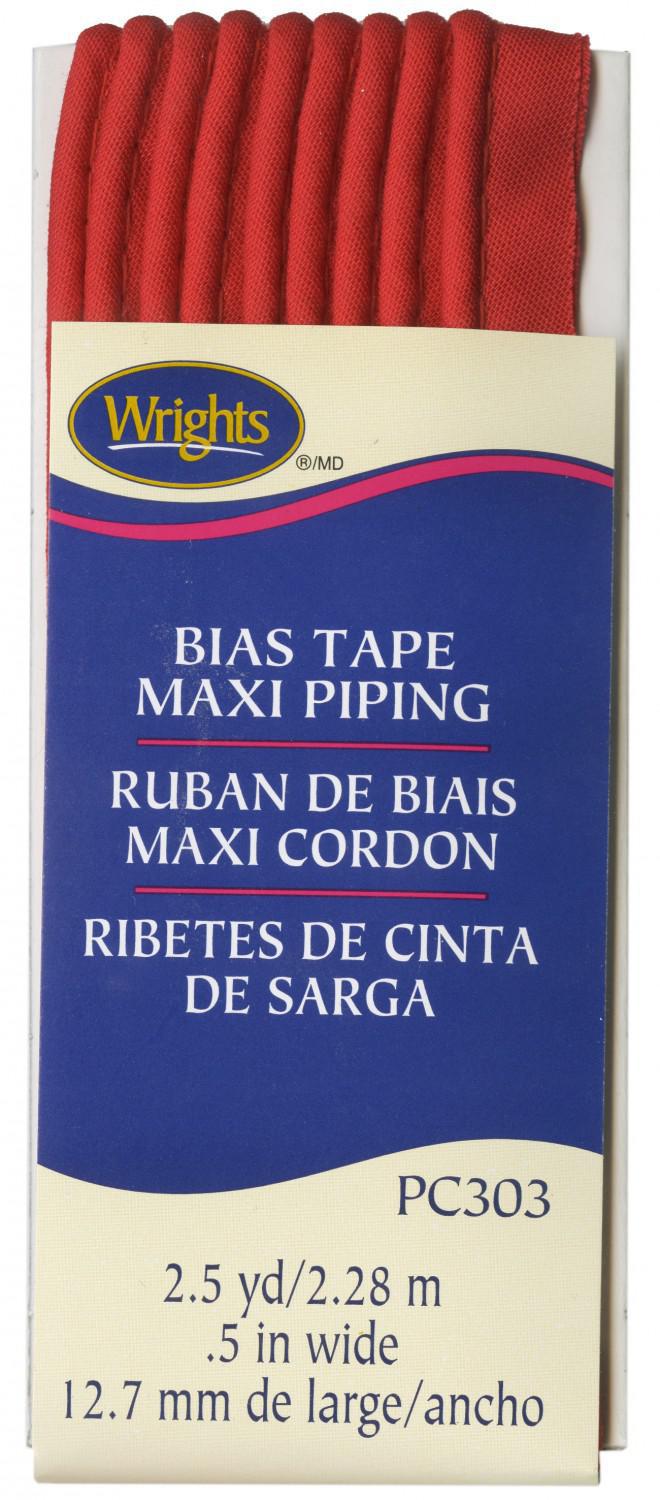 Wrights
®/MD
BIAS TAPE
MAXI PIPING
RUBAN DE BIAIS
MAXI CORDON
RIBETES DE CINTA
DE SARGA
PC303
2.5 yd/2.28 m
.5 in wide
12.7 mm de large/ancho